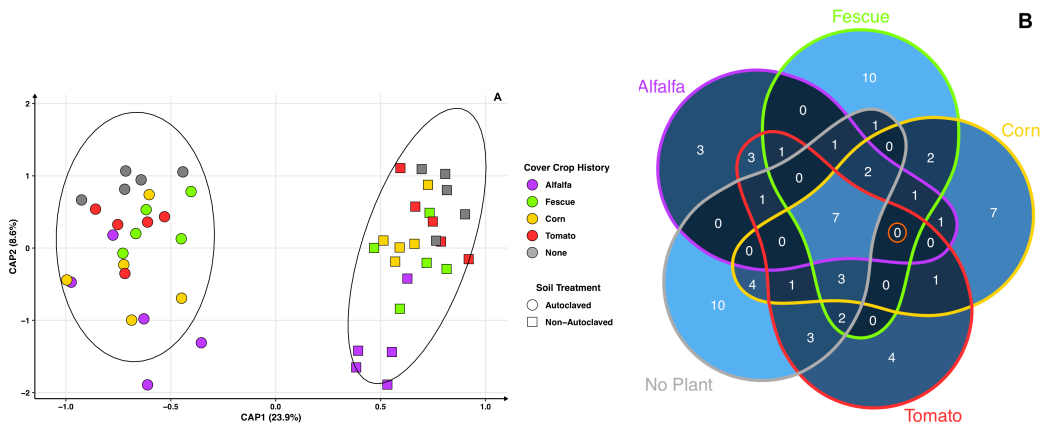 A
2
1
0
−1
−2
CAP2 (8.6%)
−1.0
−0.5
0.0
0.5
1.0
CAP1 (23.9%)
Cover Crop History
Alfalfa
Fescue
Corn
Tomato
None
Soil Treatment
Autoclaved
Non−Autoclaved
B
Fescue
Alfalfa
Corn
No Plant
Tomato
10
0
1
3
3
1
1
0
2
2
0
1
1
7
0
7
1
0
0
0
0
4
1
3
0
1
10
3
2
0
4